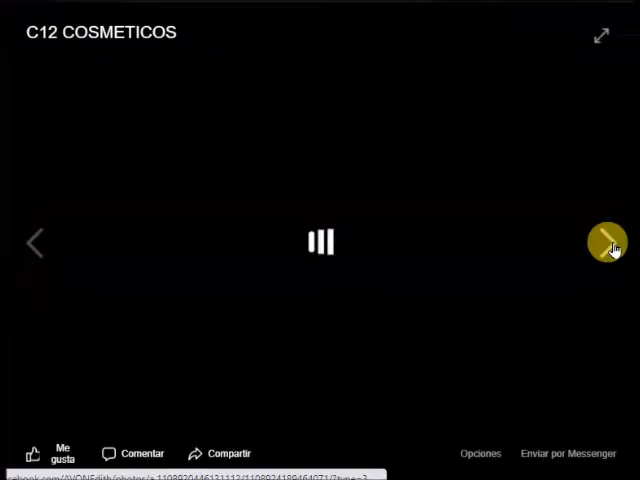 C12 COSMETICOS
Me gusta
Comentar
Compartir
Opciones
Enviar por Messenger